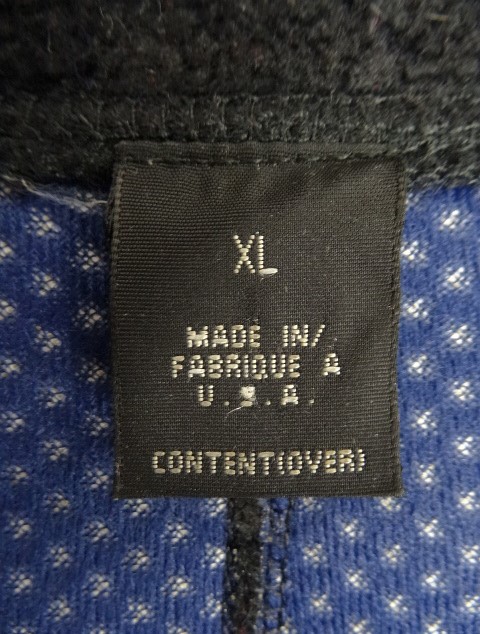 XL
MADE IN/
FABRIQUE A
U.S.A.
CONTENT(OVER)